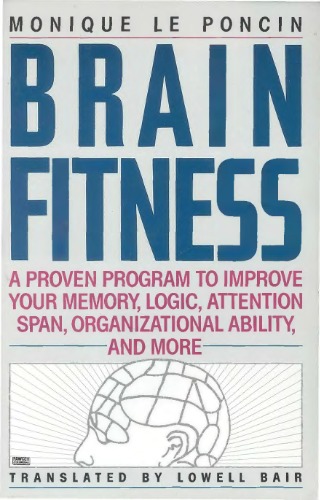 MONIQUE LE PONCIN
BRAIN
FITNESS
A PROVEN PROGRAM TO IMPROVE
YOUR MEMORY, LOGIC, ATTENTION
SPAN, ORGANIZATIONAL ABILITY,
AND MORE
TRANSLATED BY LOWELL BAIR